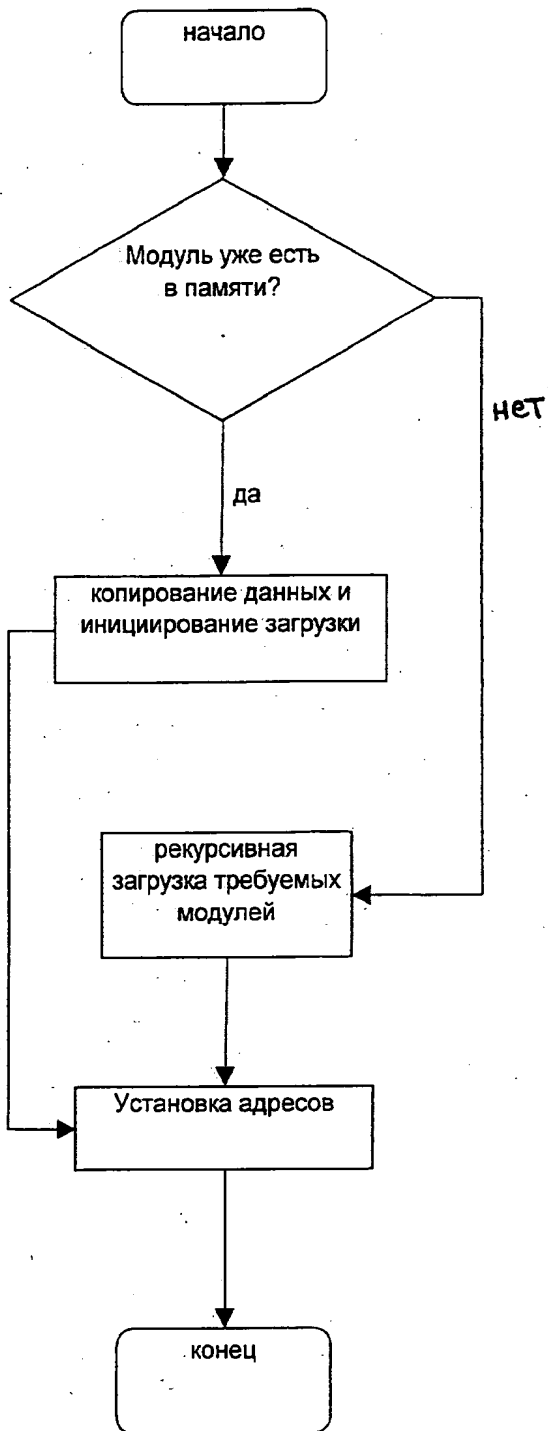 начало
Модуль уже есть
в памяти?
нет
да
копирование данных и
инициирование загрузки
рекурсивная
загрузка требуемых
модулей
Установка адресов
конец